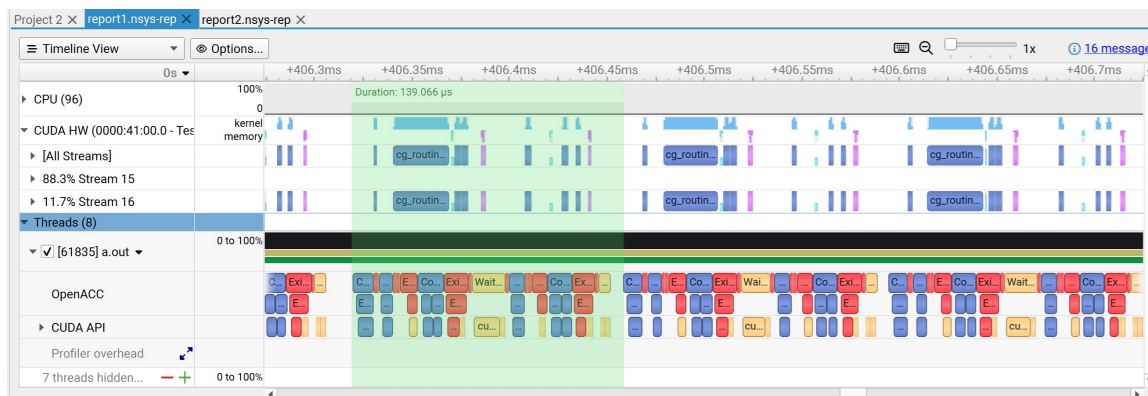 Project 2 × report1.nsys-rep × report2.nsys-rep ×
Timeline View Options... 1x 16 message
0s +406.3ms +406.35ms +406.4ms +406.45ms +406.5ms +406.55ms +406.6ms +406.65ms +406.7ms
CPU (96) 100% 0 Duration: 139.066 µs
CUDA HW (0000:41:00.0 - Tes kernel memory
[All Streams] cg_routin... cg_routin... cg_routin...
88.3% Stream 15
11.7% Stream 16 cg_routin... cg_routin... cg_routin...
Threads (8)
[61835] a.out 0 to 100%
OpenACC
C... Exi... ... C... ... E... Co... Exi... Wait... ... ... Co... Ex... ... C... ... E... Co... Exi... Wai... ... ... Co... Exi... ... C... ... E... Co... Exi... Wait... ... ... Co... Ex...
CUDA API cu... cu... cu...
Profiler overhead
7 threads hidden... 0 to 100%